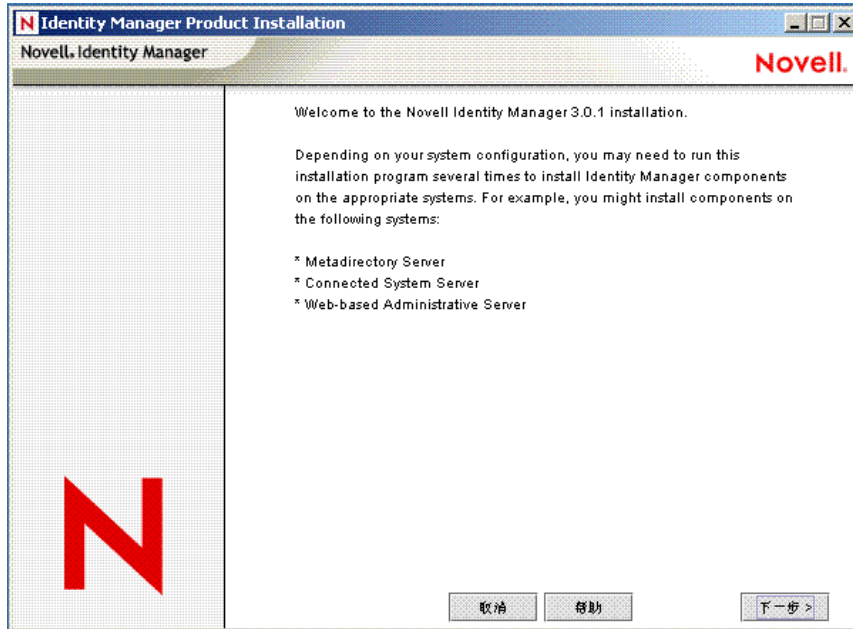 N Identity Manager Product Installation
Novell. Identity Manager
Novell.
Welcome to the Novell Identity Manager 3.0.1 installation.
Depending on your system configuration, you may need to run this
installation program several times to install Identity Manager components
on the appropriate systems. For example, you might install components on
the following systems:
* Metadirectory Server
* Connected System Server
* Web-based Administrative Server
N
取消 帮助 下一步 >